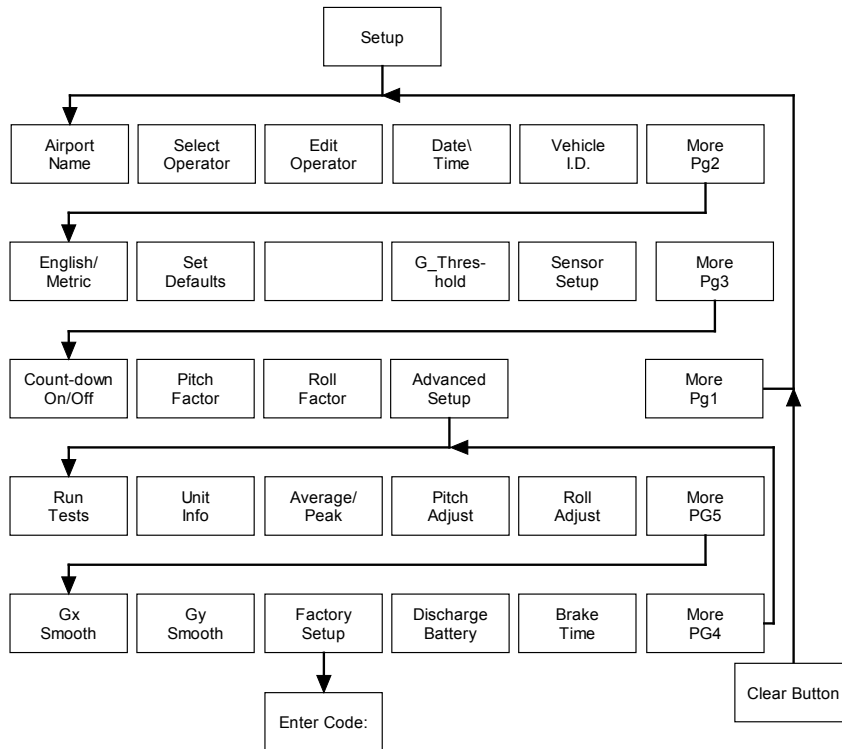 Setup
Airport
Name
Select
Operator
Edit
Operator
Date\
Time
Vehicle
I.D.
More
Pg2
English/
Metric
Set
Defaults
G_Thres-
hold
Sensor
Setup
More
Pg3
Count-down
On/Off
Pitch
Factor
Roll
Factor
Advanced
Setup
More
Pg1
Run
Tests
Unit
Info
Average/
Peak
Pitch
Adjust
Roll
Adjust
More
PG5
Gx
Smooth
Gy
Smooth
Factory
Setup
Discharge
Battery
Brake
Time
More
PG4
Clear Button
Enter Code: